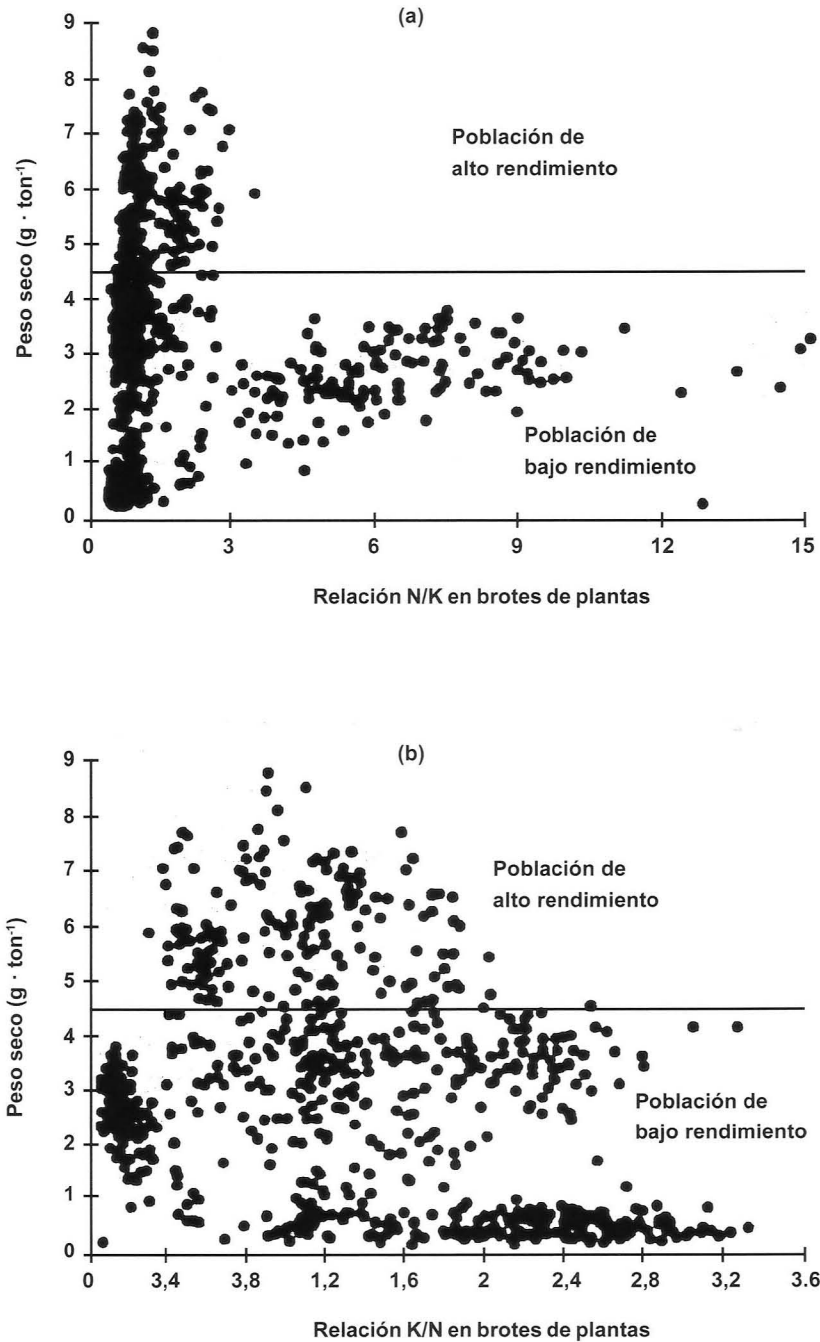 (a)
9
8
7
6
5
4
3
2
1
0
Peso seco (g · ton-1)
Población de
alto rendimiento
Población de
bajo rendimiento
0 3 6 9 12 15
Relación N/K en brotes de plantas
(b)
9
8
7
6
5
4
3
2
1
0
Peso seco (g · ton-1)
Población de
alto rendimiento
Población de
bajo rendimiento
0 3,4 3,8 1,2 1,6 2 2,4 2,8 3,2 3.6
Relación K/N en brotes de plantas